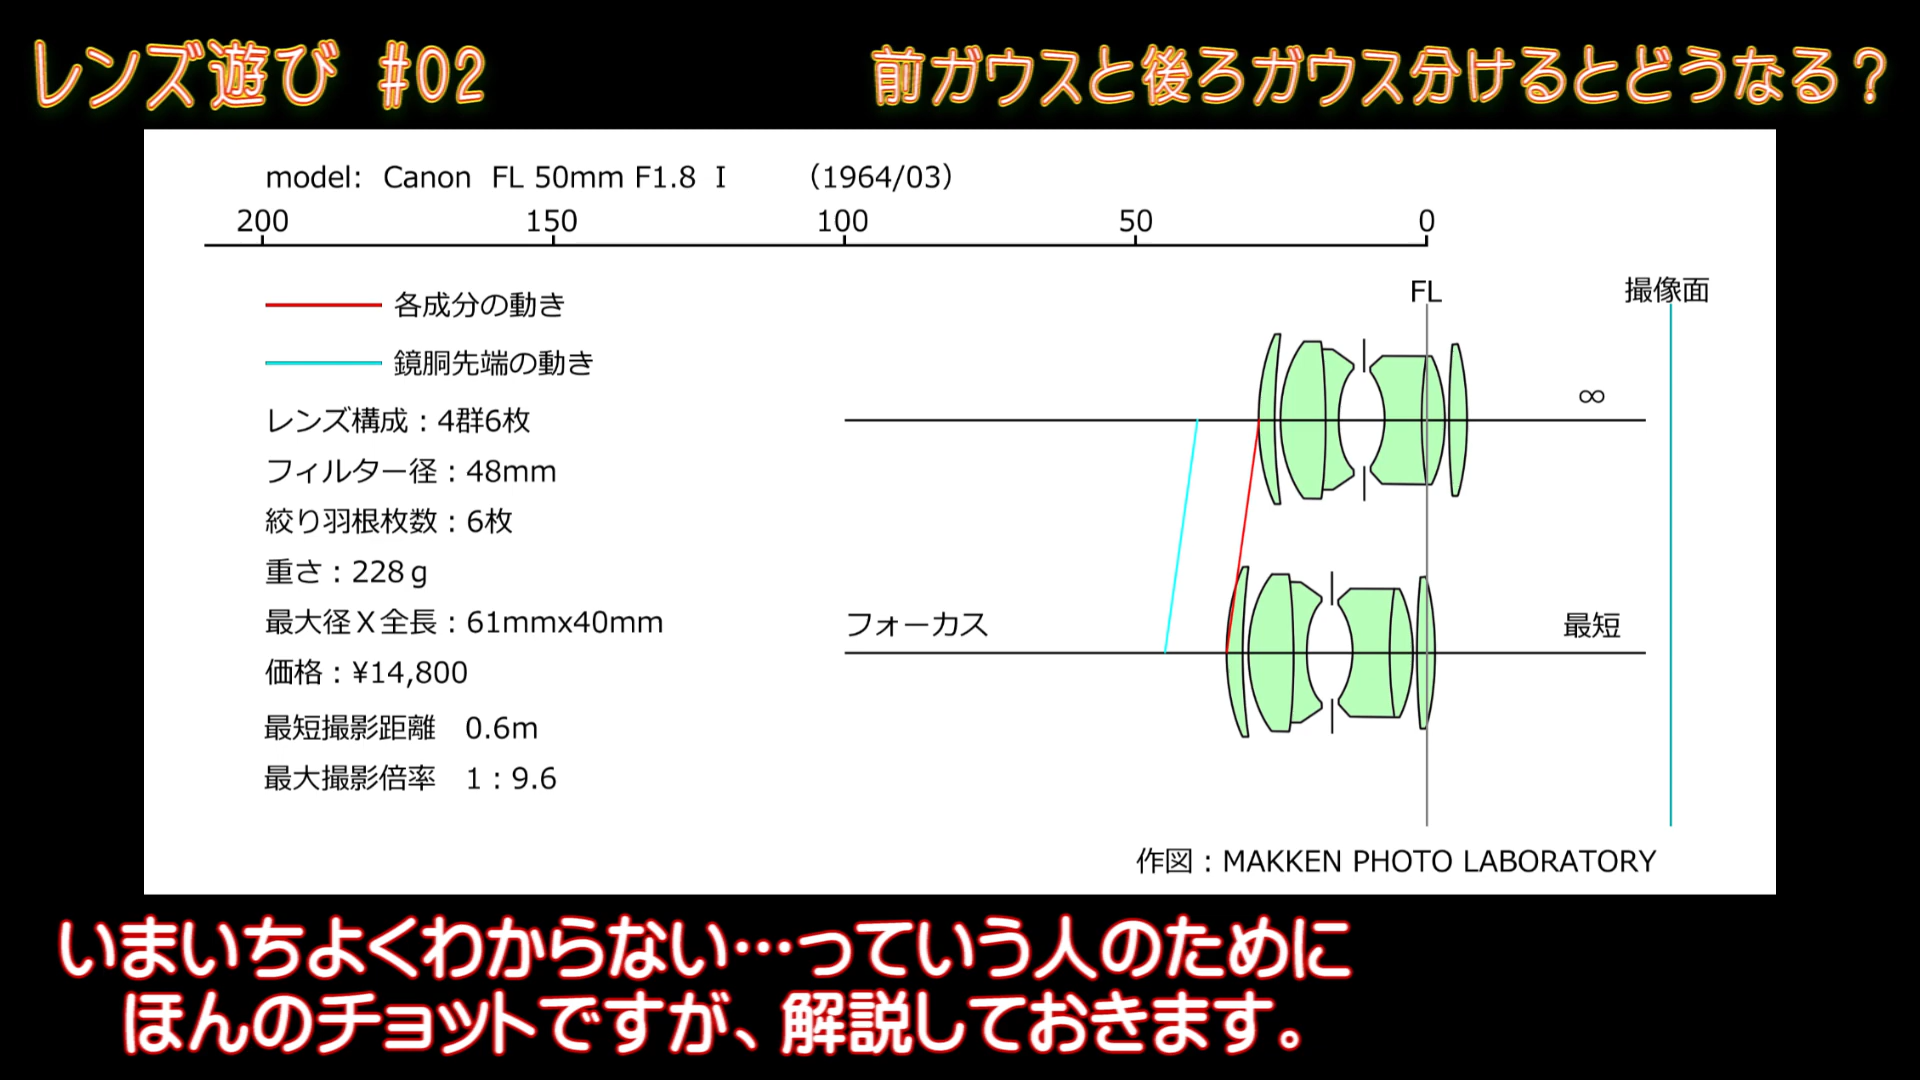 レンズ遊び #02
前ガウスと後ろガウス分けるとどうなる？
model: Canon FL 50mm F1.8 I （1964/03）
200 150 100 50 0
FL
撮像面
各成分の動き
鏡胴先端の動き
∞
レンズ構成：4群6枚
フィルター径：48mm
絞り羽根枚数：6枚
重さ：228ｇ
最大径Ｘ全長：61mmx40mm
価格：¥14,800
最短撮影距離　0.6m
最大撮影倍率　1：9.6
フォーカス
最短
作図：MAKKEN PHOTO LABORATORY
いまいちよくわからない…っていう人のために
ほんのチョットですが、解説しておきます。